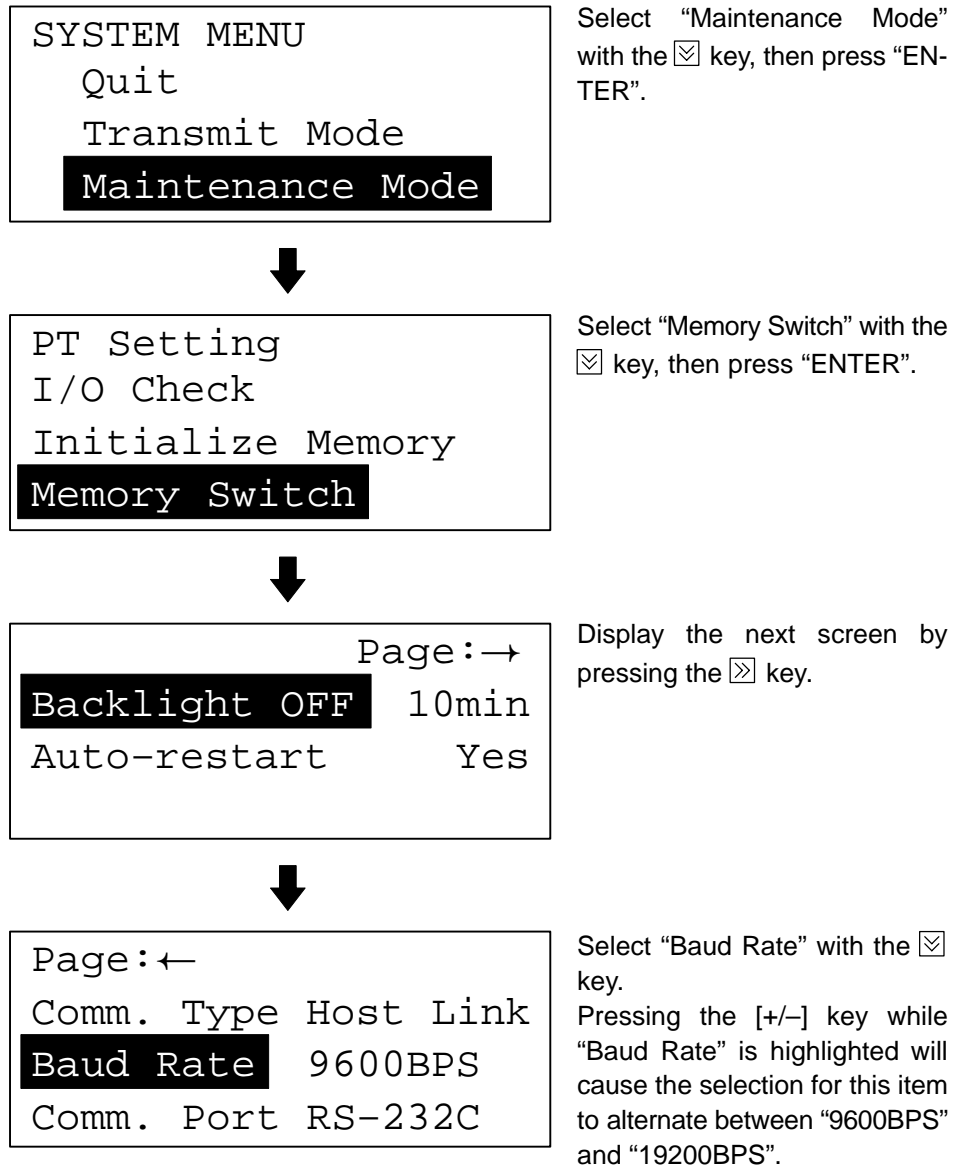 SYSTEM MENU
Quit
Transmit Mode
Maintenance Mode
Select “Maintenance Mode”
with the key, then press “EN-
TER”.
PT Setting
I/O Check
Initialize Memory
Memory Switch
Select “Memory Switch” with the
key, then press “ENTER”.
Page:→
Backlight OFF 10min
Auto−restart Yes
Display the next screen by
pressing the key.
Page:←
Comm. Type Host Link
Baud Rate 9600BPS
Comm. Port RS−232C
Select “Baud Rate” with the
key.
Pressing the [+/–] key while
“Baud Rate” is highlighted will
cause the selection for this item
to alternate between “9600BPS”
and “19200BPS”.